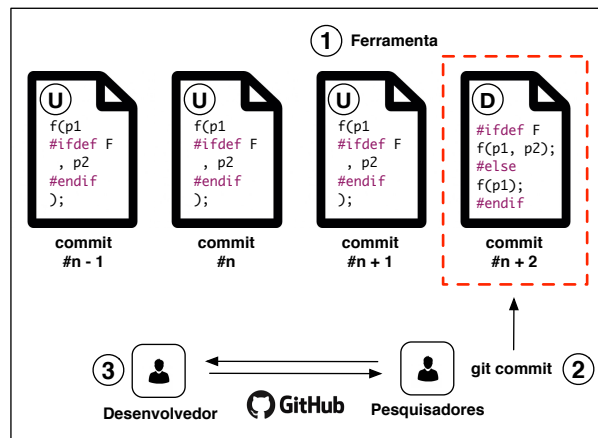 1 Ferramenta
U
f(p1
#ifdef F
, p2
#endif
);
commit
#n - 1
U
f(p1
#ifdef F
, p2
#endif
);
commit
#n
U
f(p1
#ifdef F
, p2
#endif
);
commit
#n + 1
D
#ifdef F
f(p1, p2);
#else
f(p1);
#endif
commit
#n + 2
3
Desenvolvedor
GitHub
Pesquisadores
git commit 2